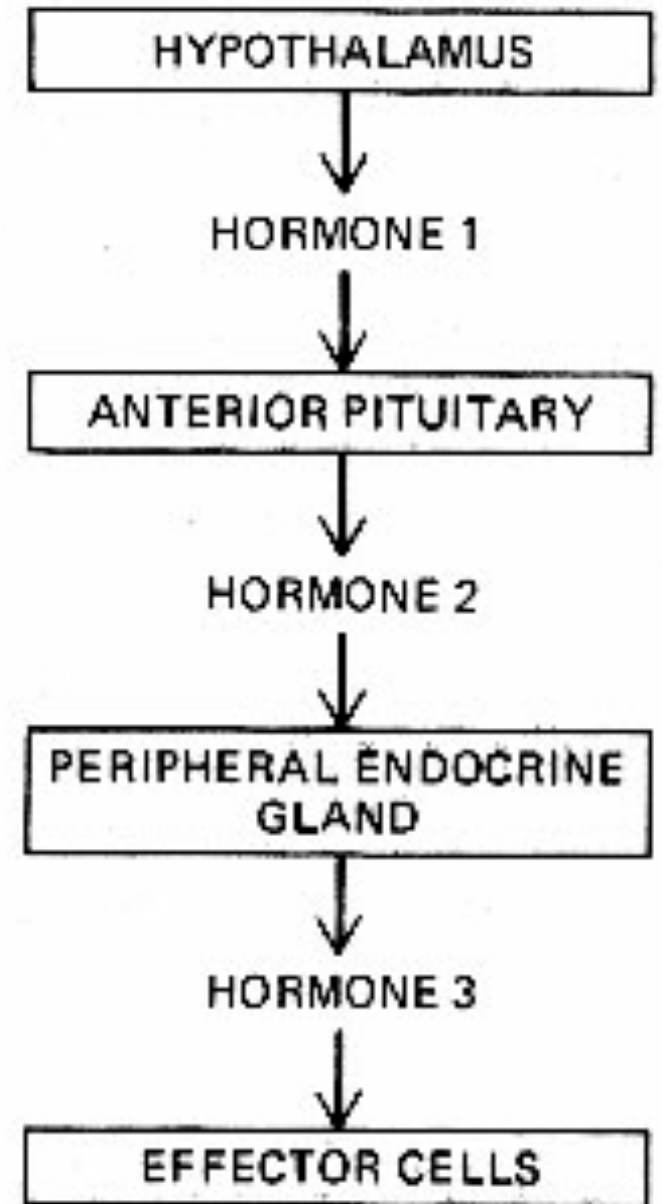 HYPOTHALAMUS
HORMONE 1
ANTERIOR PITUITARY
HORMONE 2
PERIPHERAL ENDOCRINE
GLAND
HORMONE 3
EFFECTOR CELLS